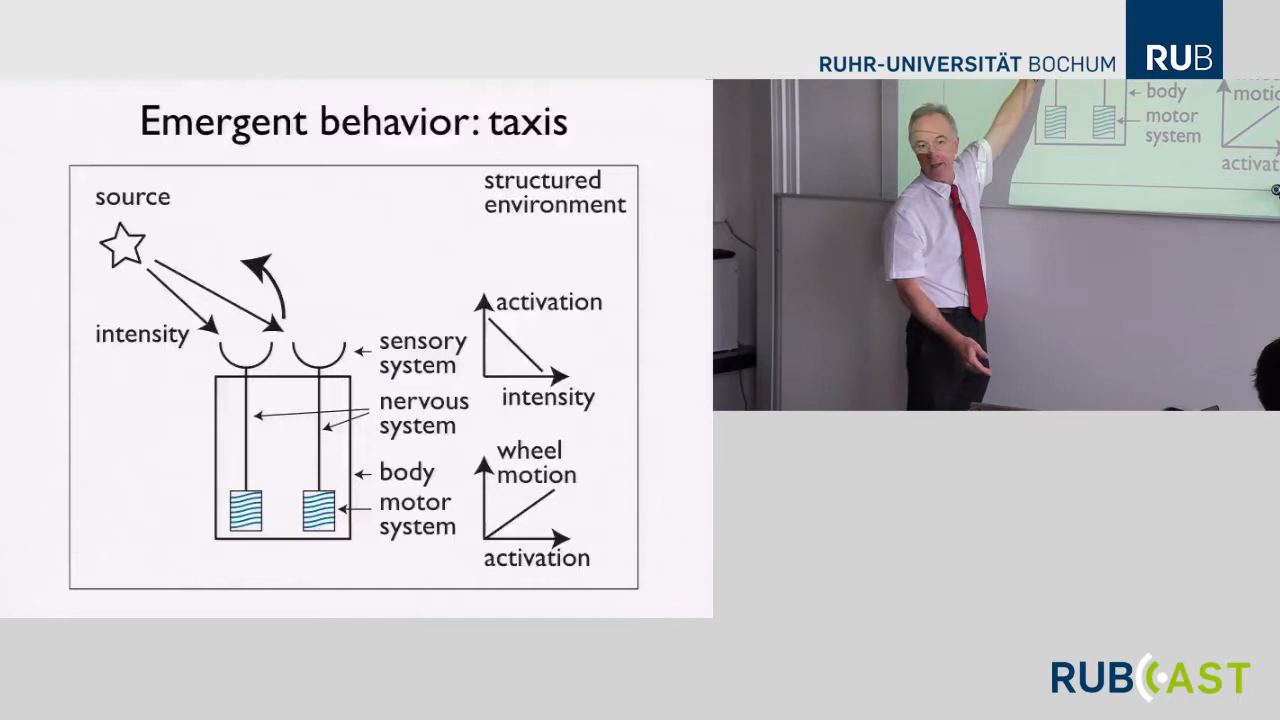 RUHR-UNIVERSITÄT BOCHUM
RUB
Emergent behavior: taxis
source
structured
environment
activation
intensity
sensory
system
intensity
nervous
system
wheel
motion
body
motor
system
activation
body
motor
system
RUBCAST